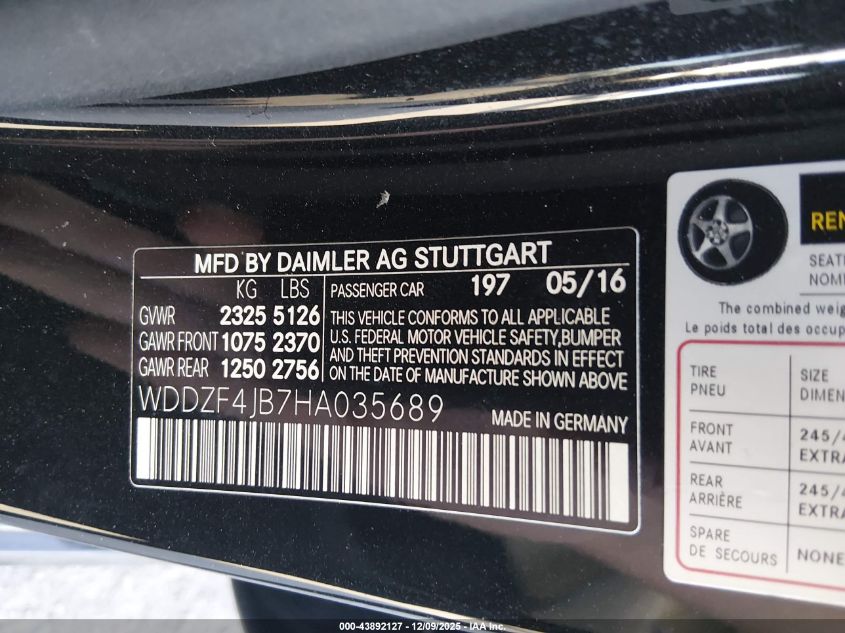 MFD BY DAIMLER AG STUTTGART
KG LBS
GVWR 2325 5126
GAWR FRONT 1075 2370
GAWR REAR 1250 2756
PASSENGER CAR 197 05/16
THIS VEHICLE CONFORMS TO ALL APPLICABLE
U.S. FEDERAL MOTOR VEHICLE SAFETY, BUMPER
AND THEFT PREVENTION STANDARDS IN EFFECT
ON THE DATE OF MANUFACTURE SHOWN ABOVE
WDDZF4JB7HA035689
MADE IN GERMANY
SEATI
NOM
The combined weig
Le poids total des occup
TIRE SIZE
PNEU DIMEN
FRONT 245/4
AVANT EXTRA
REAR 245/4
ARRIÈRE EXTRA
SPARE
DE SECOURS NONE
000-43892127 - 12/09/2025 - IAA Inc.